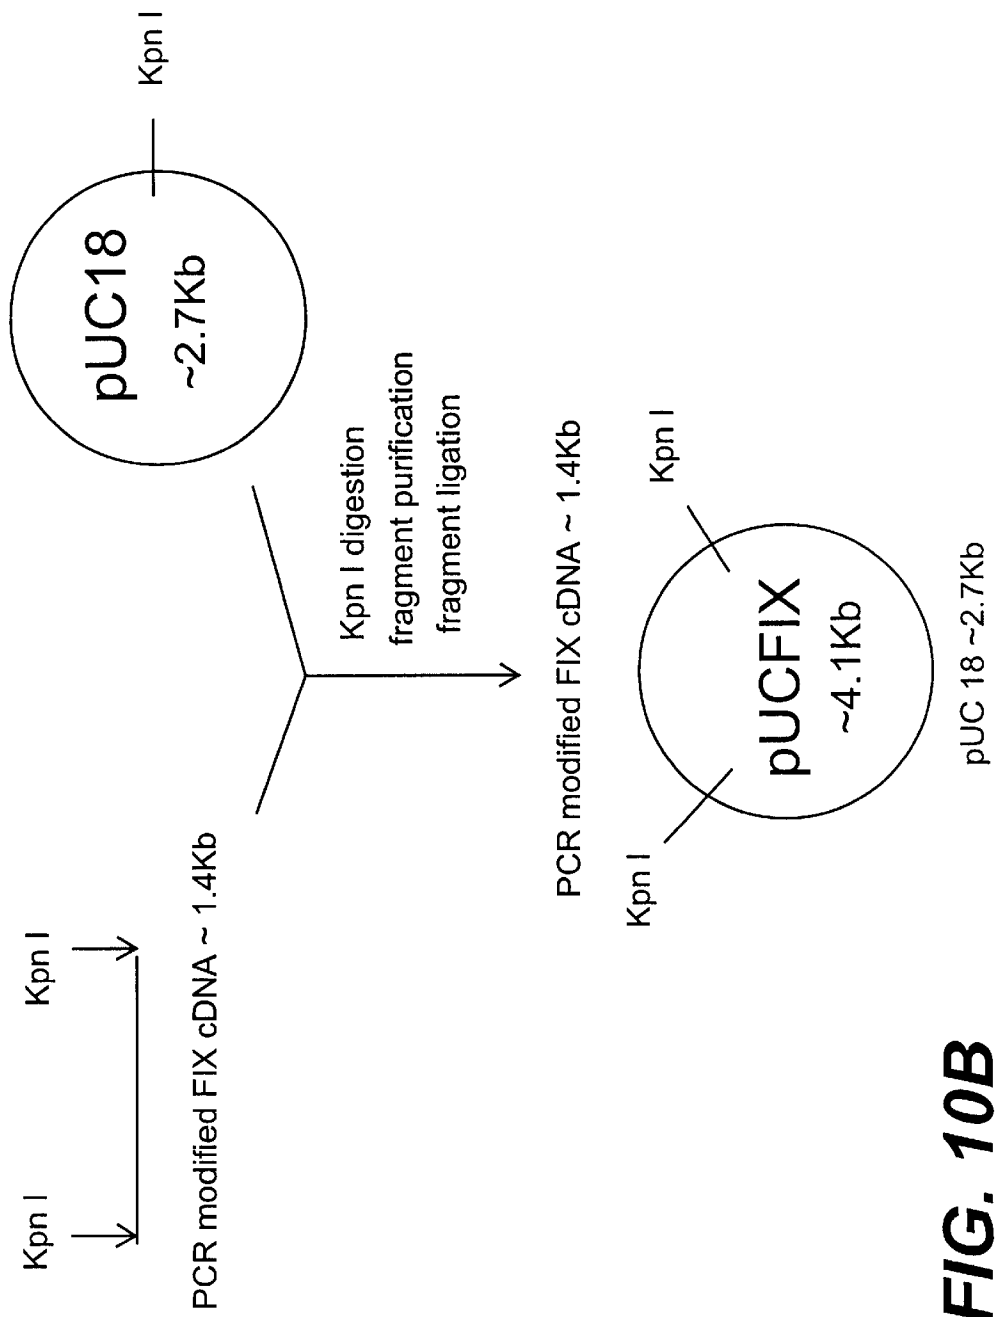 Kpn I
Kpn I
PCR modified FIX cDNA ~ 1.4Kb
pUC18
~2.7Kb
Kpn I
Kpn I digestion
fragment purification
fragment ligation
PCR modified FIX cDNA ~ 1.4Kb
Kpn I
Kpn I
pUCFIX
~4.1Kb
pUC 18 ~2.7Kb
FIG. 10B